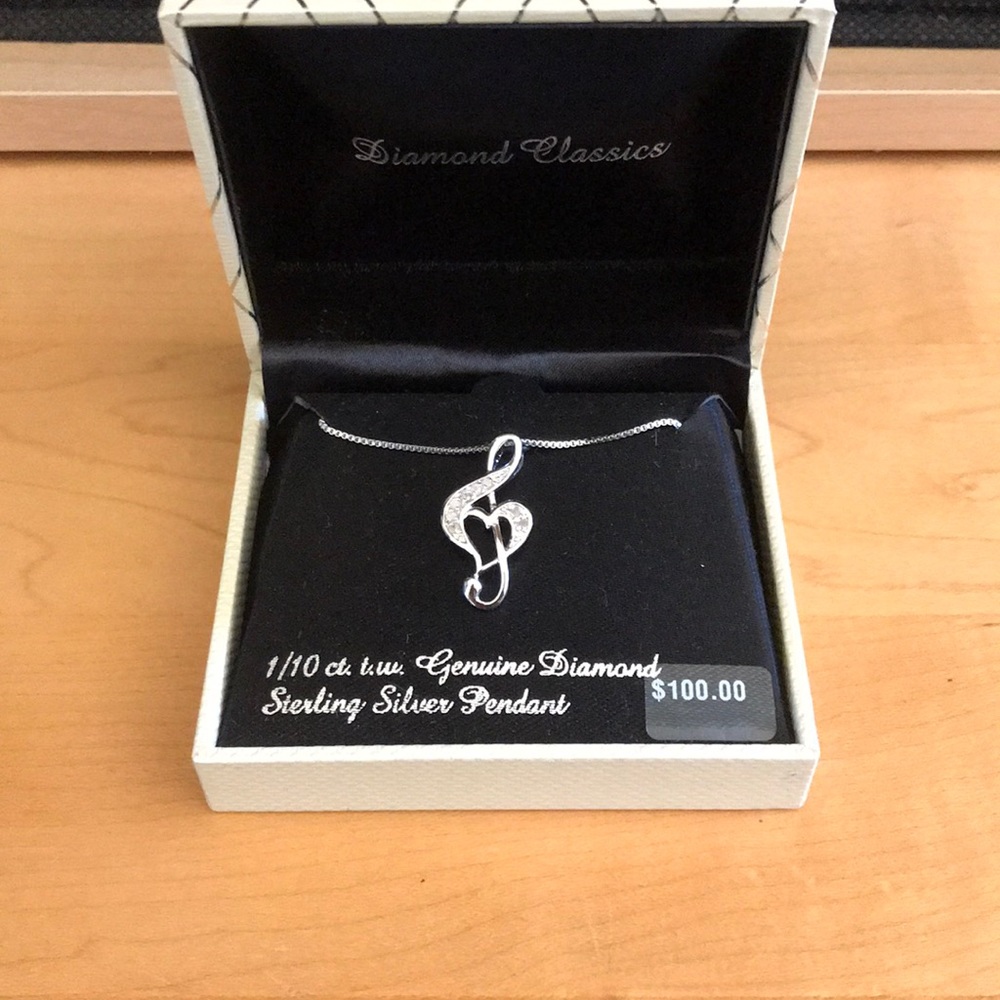 Diamond Classics
1/10 ct. t.w. Genuine Diamond
Sterling Silver Pendant
$100.00